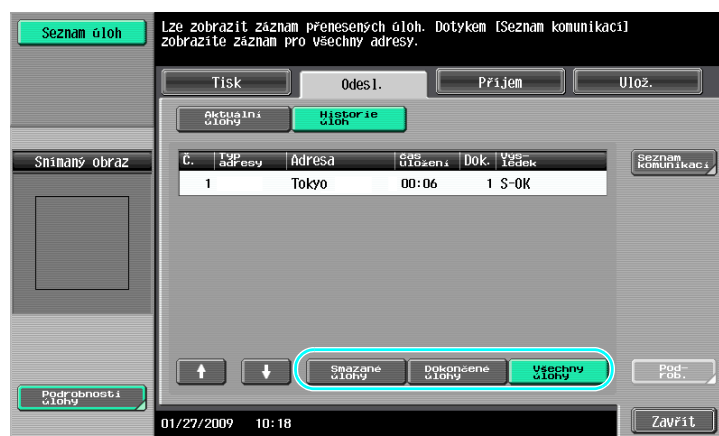 Seznam úloh
Lze zobrazit záznam přenesených úloh. Dotykem [Seznam komunikací]
zobrazíte záznam pro všechny adresy.
Tisk
Odesl.
Příjem
Ulož.
Aktuální
úlohy
Historie
úloh
Snímaný obraz
Č.
Typ
adresy
Adresa
čas
uložení
Dok.
Výs-
ledek
1 Tokyo 00:06 1 S-OK
Seznam
komunikací
Smazané
úlohy
Dokončené
úlohy
Všechny
úlohy
Pod-
rob.
Podrobnosti
úlohy
01/27/2009 10:18
Zavřít